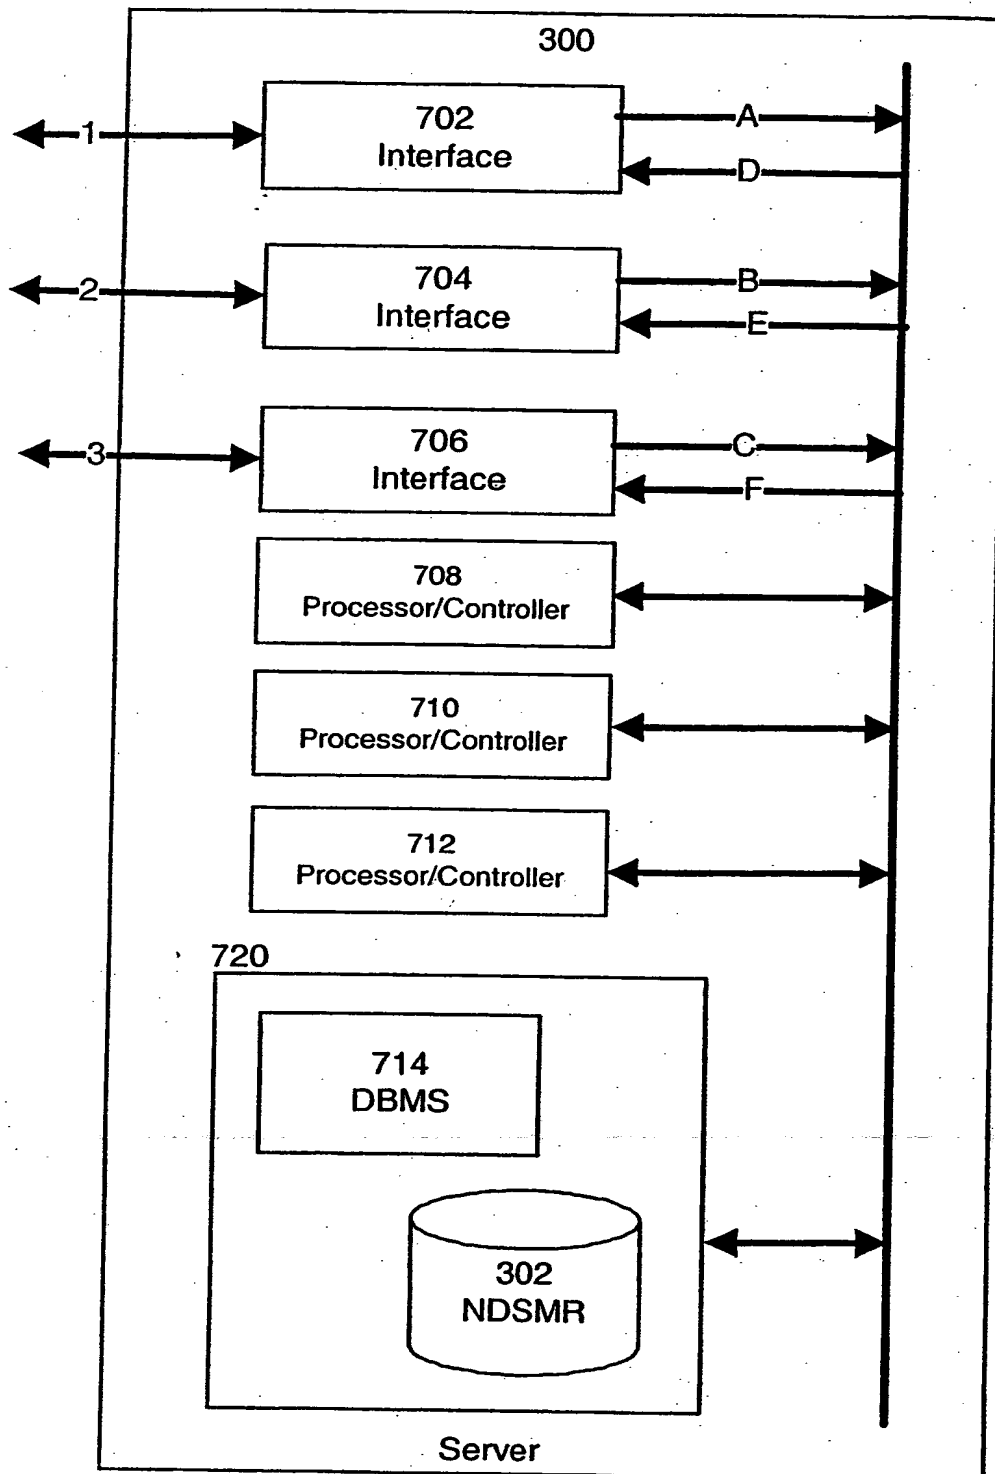 300
1
702
Interface
A
D
2
704
Interface
B
E
3
706
Interface
C
F
708
Processor/Controller
710
Processor/Controller
712
Processor/Controller
720
714
DBMS
302
NDSMR
Server